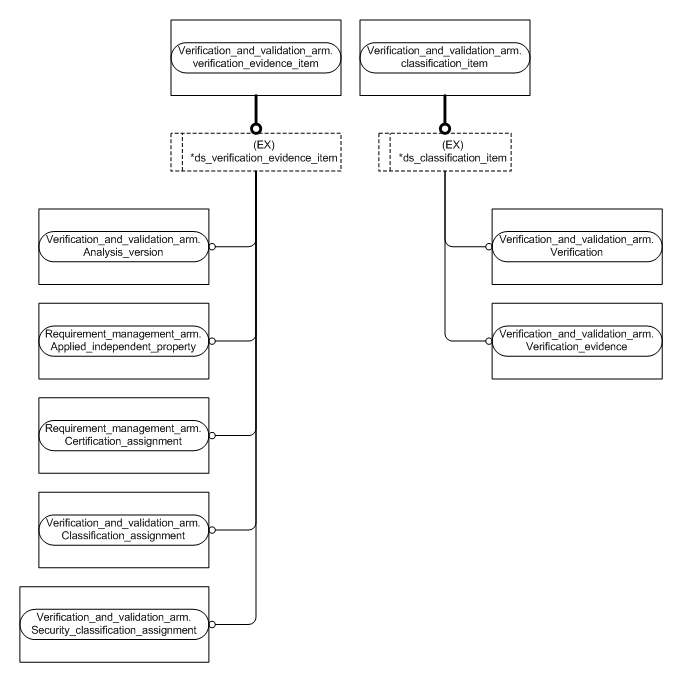 Verification_and_validation_arm.
verification_evidence_item
Verification_and_validation_arm.
classification_item
(EX)
*ds_verification_evidence_item
(EX)
*ds_classification_item
Verification_and_validation_arm.
Analysis_version
Verification_and_validation_arm.
Verification
Requirement_management_arm.
Applied_independent_property
Verification_and_validation_arm.
Verification_evidence
Requirement_management_arm.
Certification_assignment
Verification_and_validation_arm.
Classification_assignment
Verification_and_validation_arm.
Security_classification_assignment